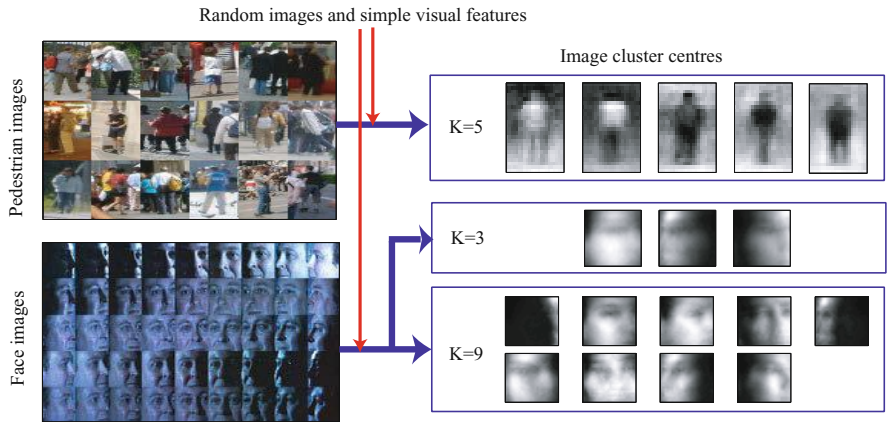 Random images and simple visual features
Image cluster centres
Pedestrian images
K=5
K=3
Face images
K=9